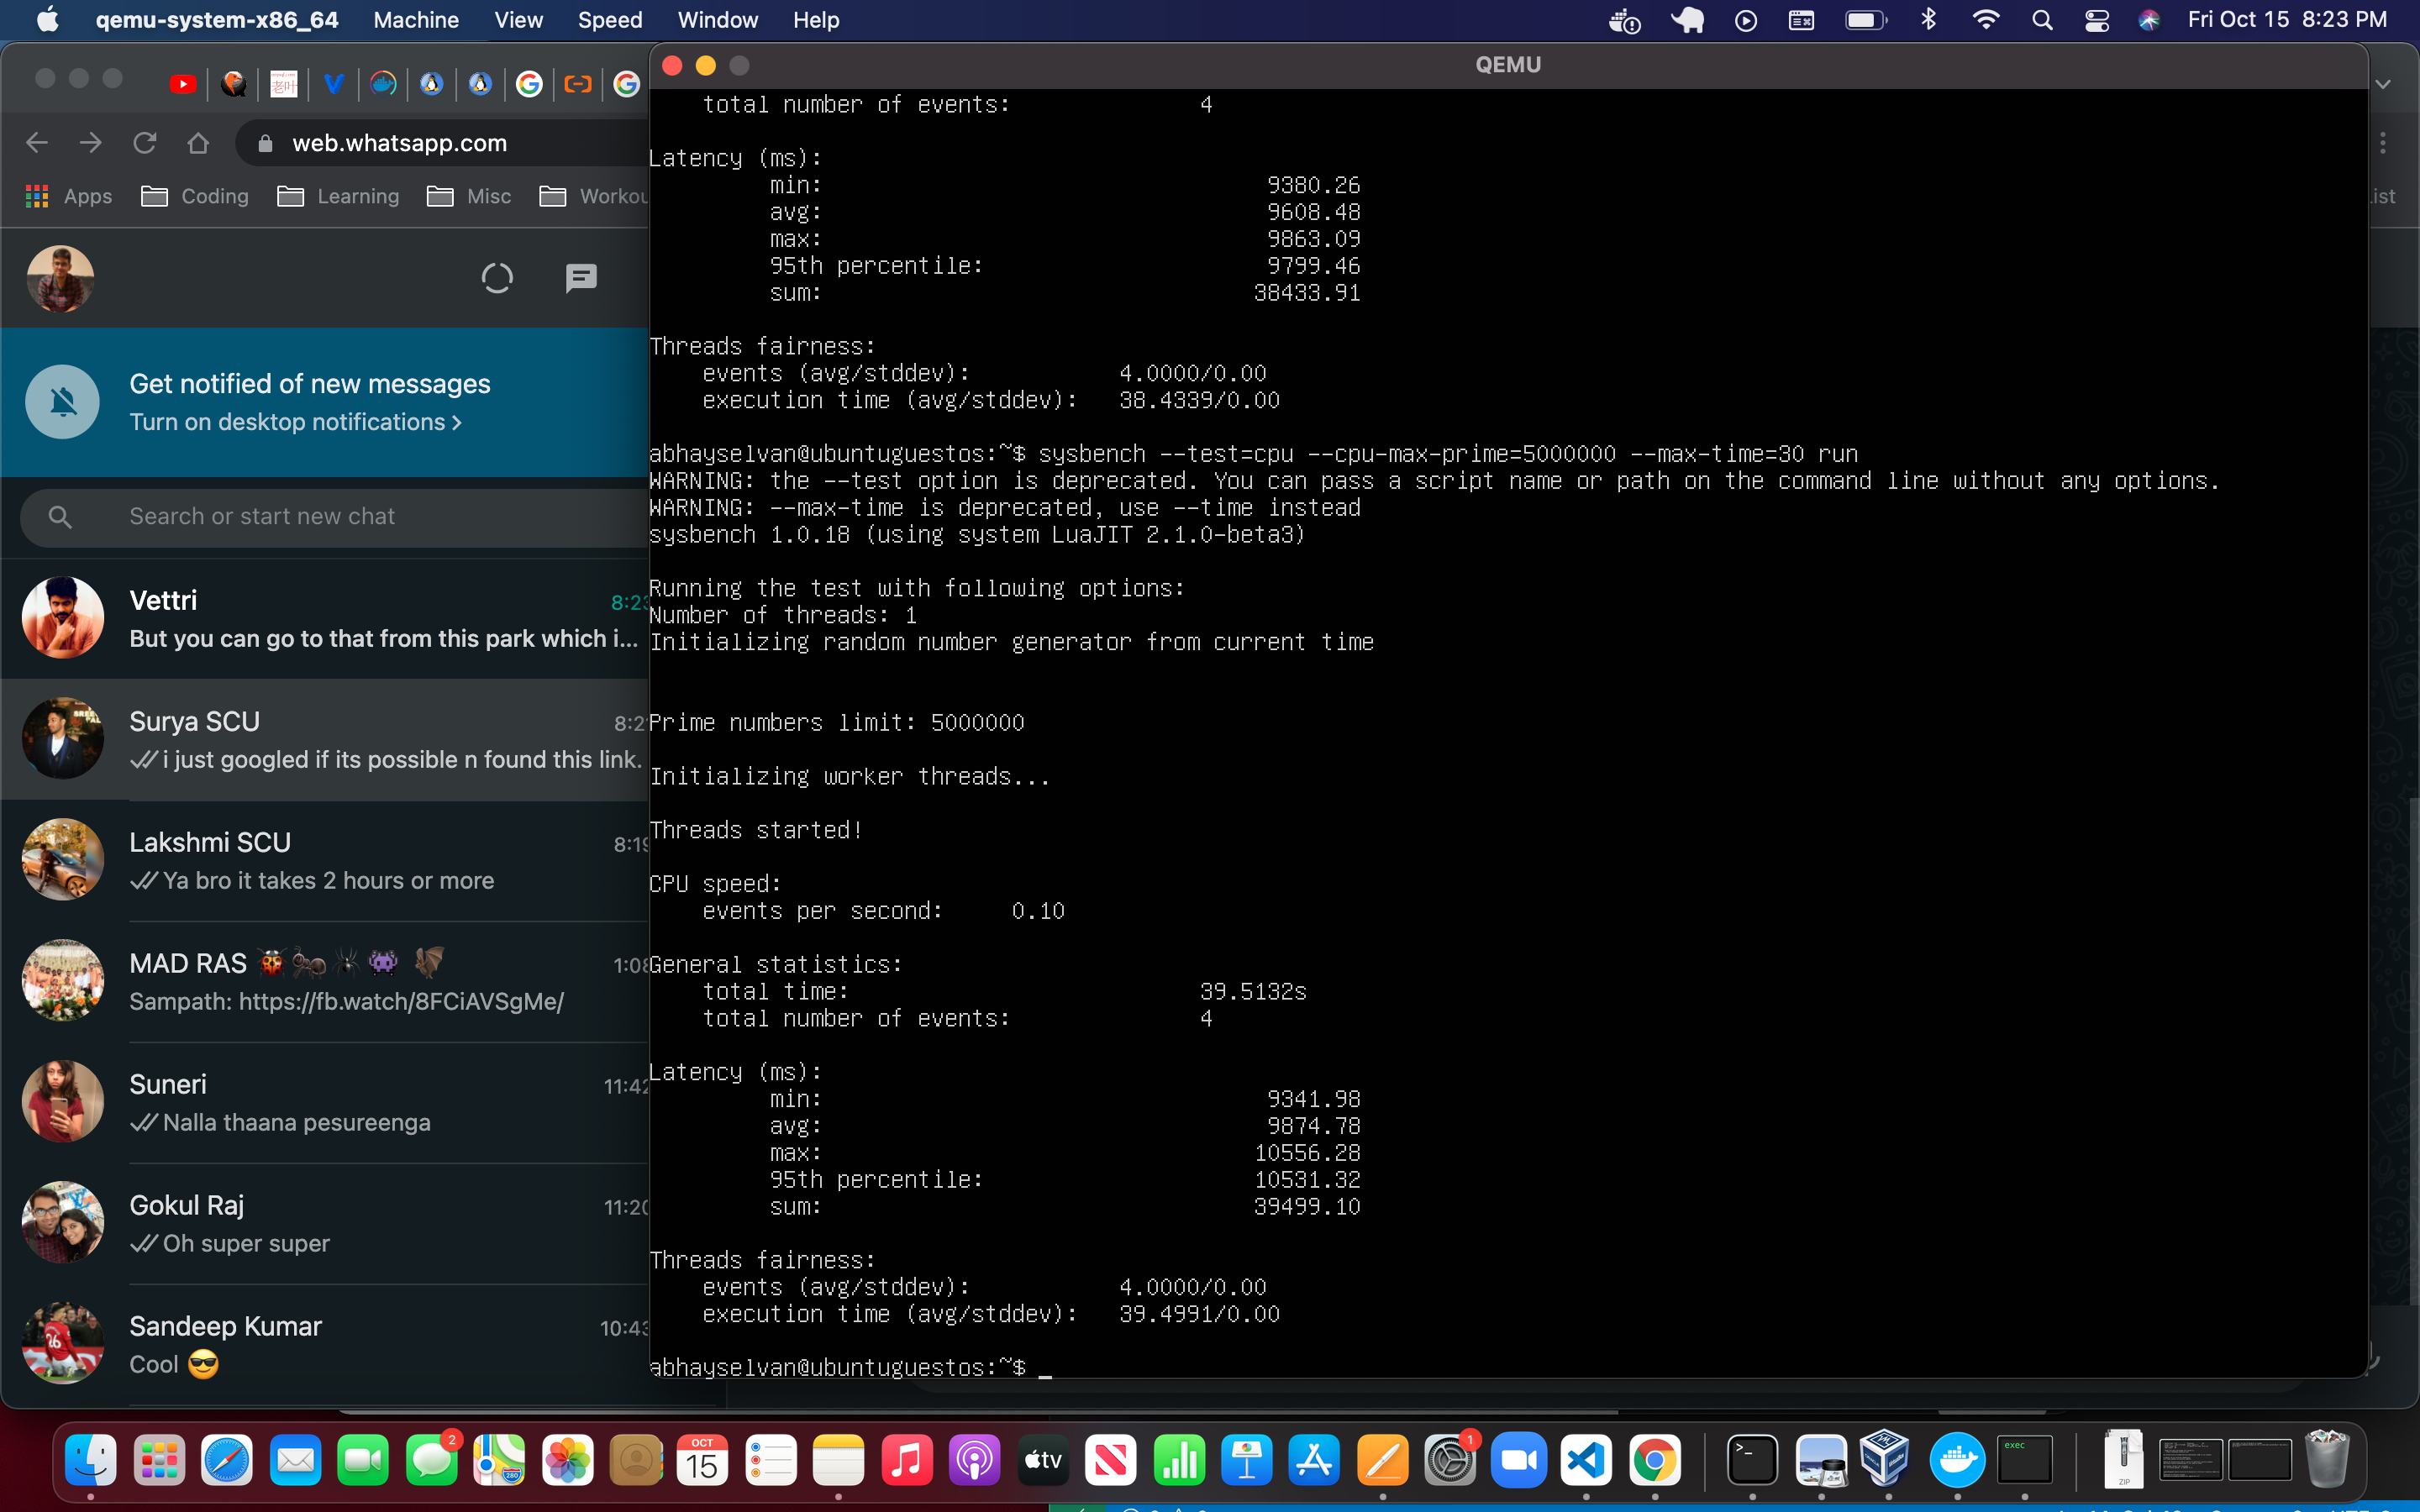 qemu-system-x86_64 Machine View Speed Window Help Fri Oct 15 8:23 PM
QEMU
web.whatsapp.com
Apps Coding Learning Misc
Get notified of new messages
Turn on desktop notifications >
Search or start new chat
Vettri 8:23
But you can go to that from this park which i...
Surya SCU
i just googled if its possible n found this link.
Lakshmi SCU 8:19
Ya bro it takes 2 hours or more
MAD RAS 🐞🐜🕷👾 🦇 1:08
Sampath: https://fb.watch/8FCiAVSgMe/
Suneri 11:42
Nalla thaana pesureenga
Gokul Raj 11:20
Oh super super
Sandeep Kumar 10:43
Cool 😎
total number of events: 4
Latency (ms):
min: 9380.26
avg: 9608.48
max: 9863.09
95th percentile: 9799.46
sum: 38433.91
Threads fairness:
events (avg/stddev): 4.0000/0.00
execution time (avg/stddev): 38.4339/0.00
abhayselvan@ubuntuguestos:~$ sysbench --test=cpu --cpu-max-prime=5000000 --max-time=30 run
WARNING: the --test option is deprecated. You can pass a script name or path on the command line without any options.
WARNING: --max-time is deprecated, use --time instead
sysbench 1.0.18 (using system LuaJIT 2.1.0-beta3)
Running the test with following options:
Number of threads: 1
Initializing random number generator from current time
Prime numbers limit: 5000000
Initializing worker threads...
Threads started!
CPU speed:
events per second: 0.10
General statistics:
total time: 39.5132s
total number of events: 4
Latency (ms):
min: 9341.98
avg: 9874.78
max: 10556.28
95th percentile: 10531.32
sum: 39499.10
Threads fairness:
events (avg/stddev): 4.0000/0.00
execution time (avg/stddev): 39.4991/0.00
abhayselvan@ubuntuguestos:~$ _
2
280
OCT
15
tv
1
exec
ZIP